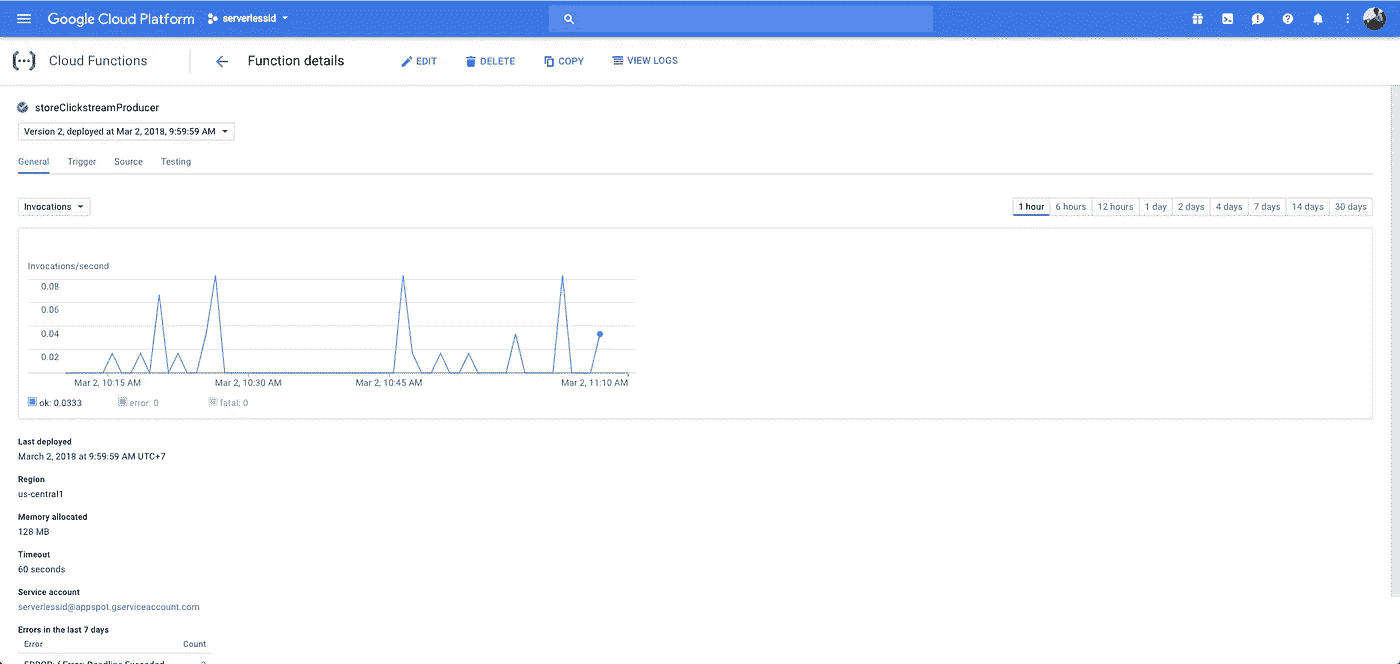 Google Cloud Platform serverlessid
Cloud Functions Function details EDIT DELETE COPY VIEW LOGS
storeClickstreamProducer
Version 2, deployed at Mar 2, 2018, 9:59:59 AM
General Trigger Source Testing
Invocations 1 hour 6 hours 12 hours 1 day 2 days 4 days 7 days 14 days 30 days
Invocations/second
0.08
0.06
0.04
0.02
Mar 2, 10:15 AM Mar 2, 10:30 AM Mar 2, 10:45 AM Mar 2, 11:10 AM
ok: 0.0333 error: 0 fatal: 0
Last deployed
March 2, 2018 at 9:59:59 AM UTC+7
Region
us-central1
Memory allocated
128 MB
Timeout
60 seconds
Service account
serverlessid@appspot.gserviceaccount.com
Errors in the last 7 days
Error Count
ERROR: { Error: Deadline Exceeded